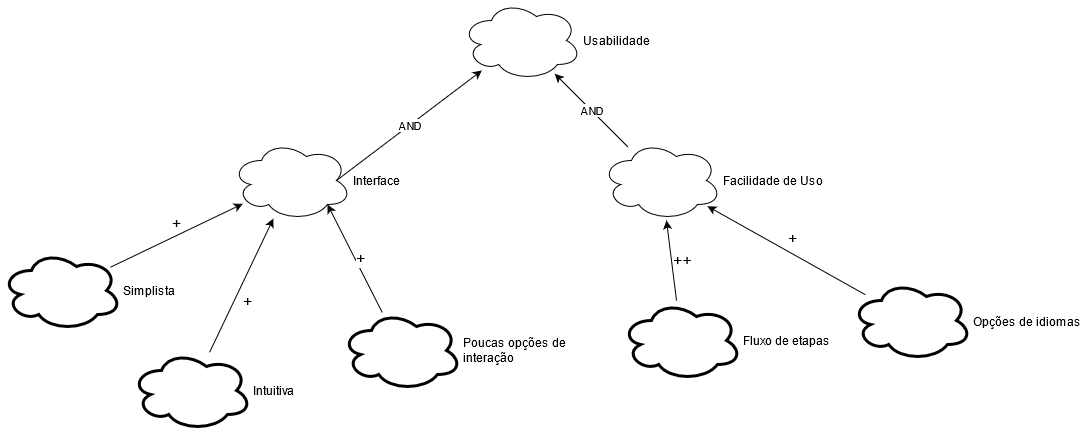 Usabilidade
AND
AND
Interface
Facilidade de Uso
+
+
+
++
+
Simplista
Intuitiva
Poucas opções de
interação
Fluxo de etapas
Opções de idiomas